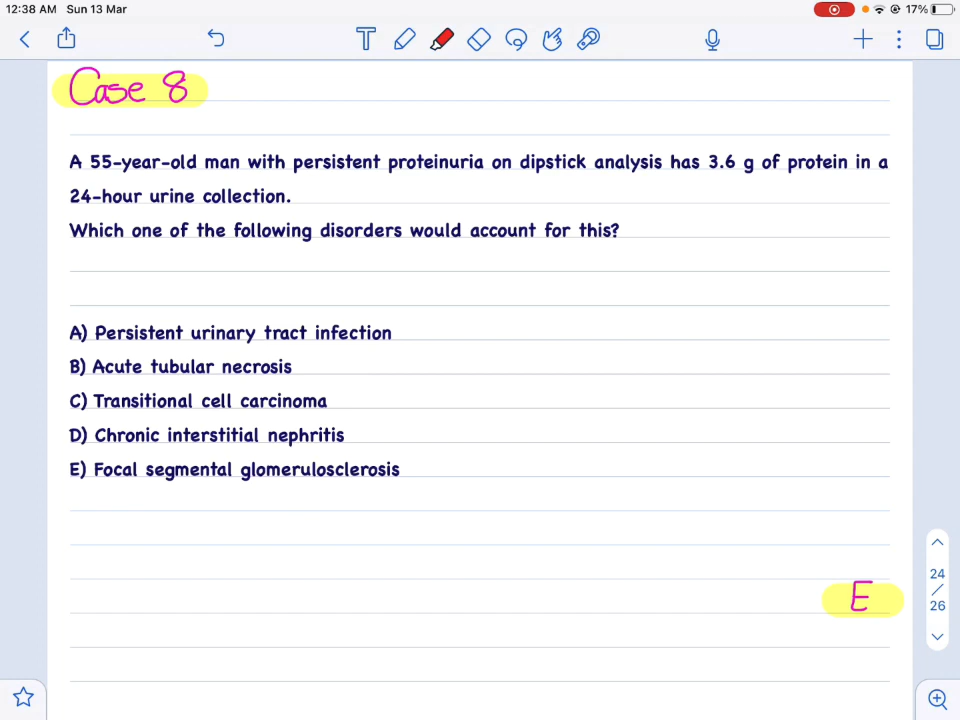 12:38 AM Sun 13 Mar
17%
Case 8
A 55-year-old man with persistent proteinuria on dipstick analysis has 3.6 g of protein in a
24-hour urine collection.
Which one of the following disorders would account for this?
A) Persistent urinary tract infection
B) Acute tubular necrosis
C) Transitional cell carcinoma
D) Chronic interstitial nephritis
E) Focal segmental glomerulosclerosis
24
/
26
E